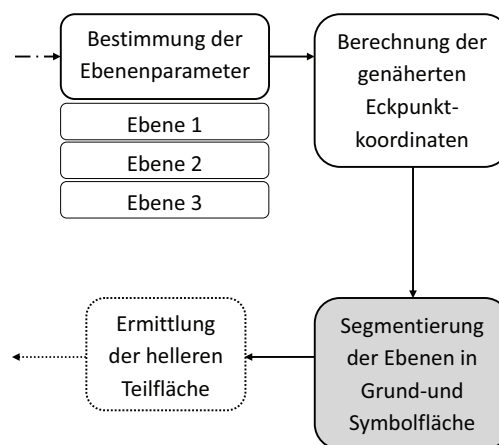 Bestimmung der
Ebenenparameter
Ebene 1
Ebene 2
Ebene 3
Berechnung der
genäherten
Eckpunkt-
koordinaten
Segmentierung
der Ebenen in
Grund-und
Symbolfläche
Ermittlung
der helleren
Teilfläche